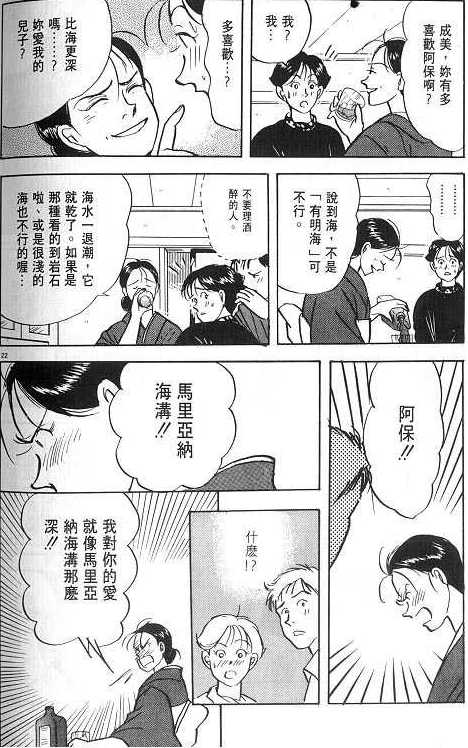 成美，妳有多
喜歡阿保啊？
我？
我…
多喜歡…？
比海更深
嗎……？
妳愛我的
兒子？
…………
說到海，不是
「有明海」可
不行。
不要理酒
醉的人。
海水一退潮，它
就乾了。如果是
那種看的到岩石
啦、或是很淺的
海也不行的喔…
22
阿保!!
馬里亞納
海溝!!
什麼!?
我對你的愛
就像馬里亞
納海溝那麼
深!!